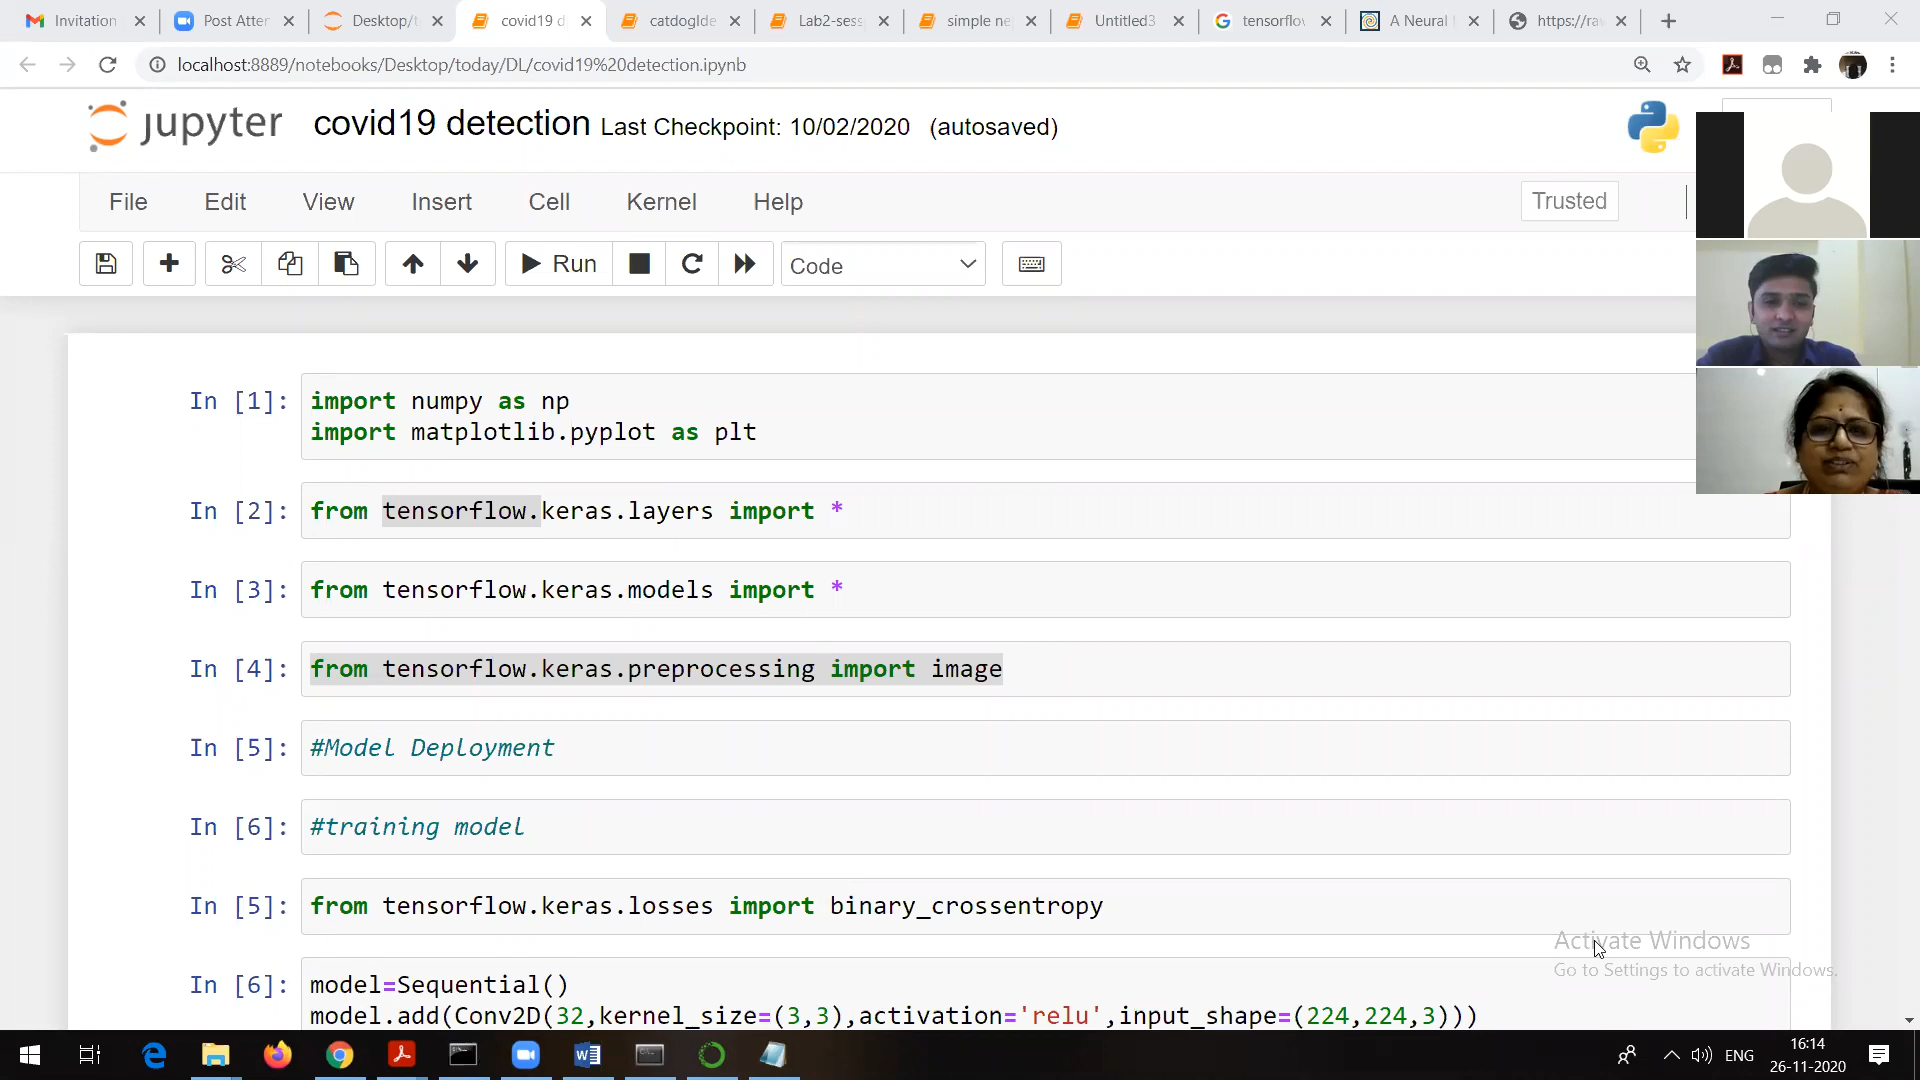 Invitation
Post Atter
Desktop/t
covid19 d
catdogIde
Lab2-sess
simple ne
Untitled3
tensorflov
A Neural
https://ra
localhost:8889/notebooks/Desktop/today/DL/covid19%20detection.ipynb
jupyter covid19 detection Last Checkpoint: 10/02/2020 (autosaved)
File Edit View Insert Cell Kernel Help Trusted
Run Code
In [1]: import numpy as np
import matplotlib.pyplot as plt
In [2]: from tensorflow.keras.layers import *
In [3]: from tensorflow.keras.models import *
In [4]: from tensorflow.keras.preprocessing import image
In [5]: #Model Deployment
In [6]: #training model
In [5]: from tensorflow.keras.losses import binary_crossentropy
In [6]: model=Sequential()
model.add(Conv2D(32,kernel_size=(3,3),activation='relu',input_shape=(224,224,3)))
Activate Windows
Go to Settings to activate Windows.
ENG
16:14
26-11-2020